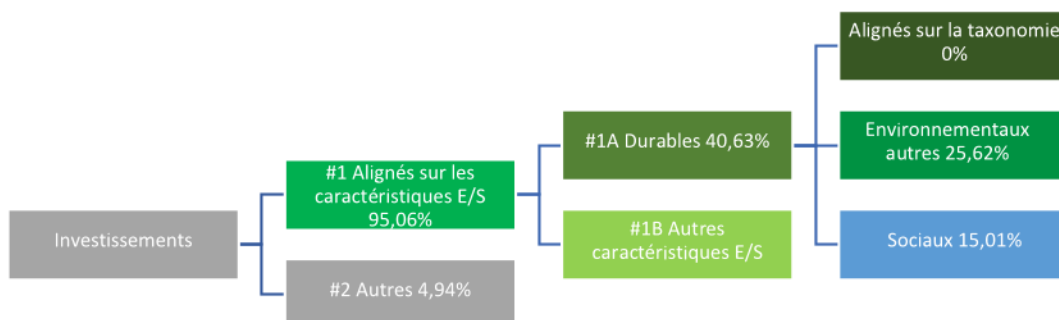 Investissements
#1 Alignés sur les
caractéristiques E/S
95,06%
#2 Autres 4,94%
#1A Durables 40,63%
#1B Autres
caractéristiques E/S
Alignés sur la taxonomie
0%
Environnementaux
autres 25,62%
Sociaux 15,01%